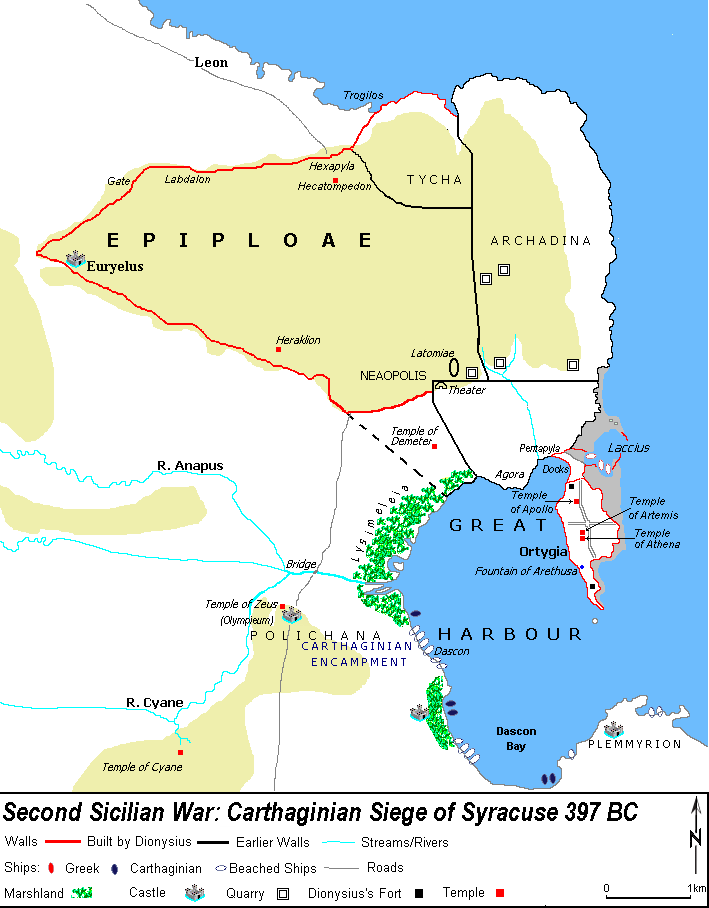 Leon
Trogilos
Hexapyla
Hecatompedon
Gate
Labdalon
TYCHA
EPIPLOAE
ARCHADINA
Euryelus
Heraklion
Latomiae
NEAOPOLIS
Theater
Temple of
Demeter
Pentapyla
Laccius
R. Anapus
Agora
Docks
Lysimeleia
Temple
of Apollo
Temple
of Artemis
GREAT
Temple
of Athena
Ortygia
Bridge
Fountain of Arethusa
Temple of Zeus
(Olympieum)
POLICHANA
HARBOUR
CARTHAGINIAN
ENCAMPMENT
Dascon
R. Cyane
Dascon
Bay
PLEMMYRION
Temple of Cyane
Second Sicilian War: Carthaginian Siege of Syracuse 397 BC
Walls Built by Dionysius Earlier Walls Streams/Rivers
Ships: Greek Carthaginian Beached Ships Roads
Marshland Castle Quarry Dionysius's Fort Temple
N
0 1km